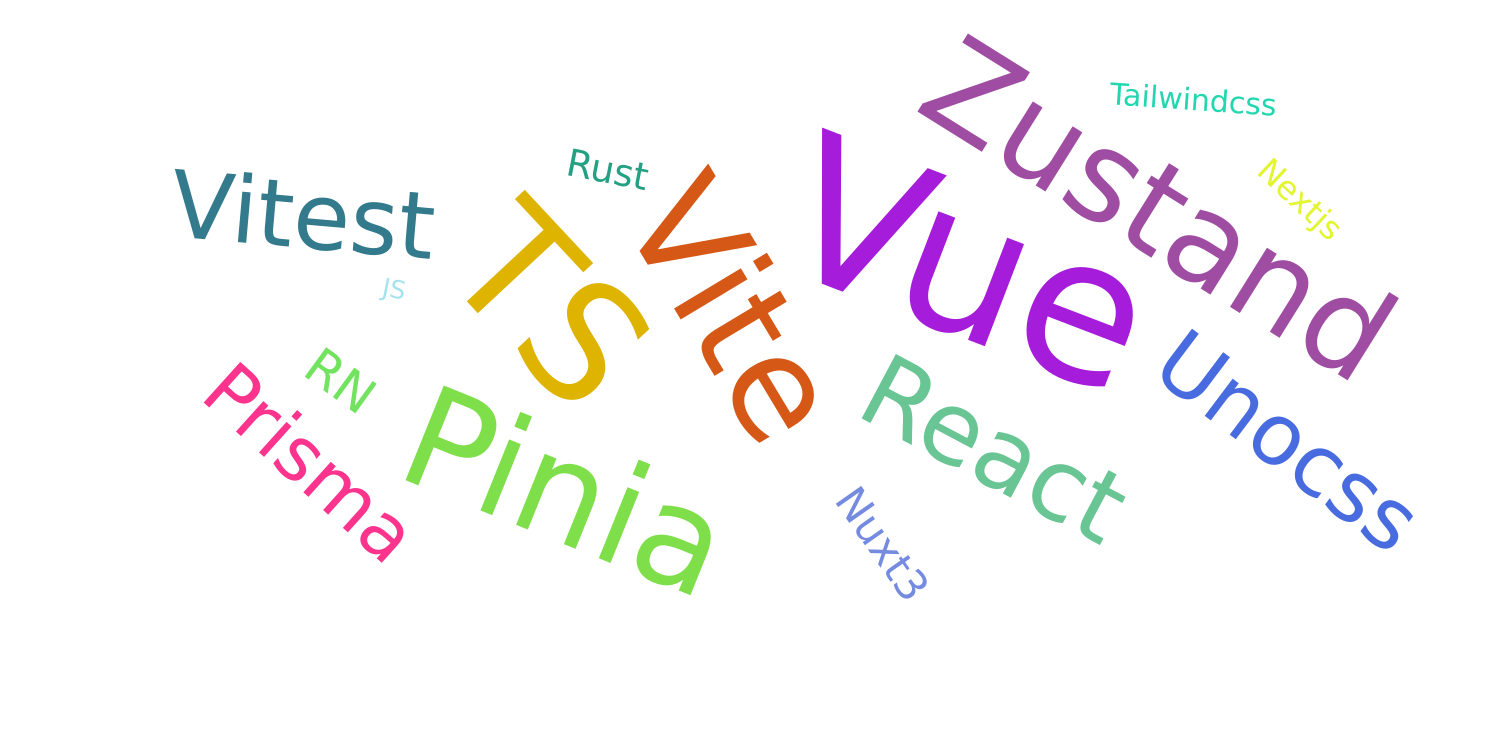 Zustand
Tailwindcss
Vue
Rust
Nextjs
Vitest
Vite
TS
JS
Unocss
RN
React
Prisma
Pinia
Nuxt3